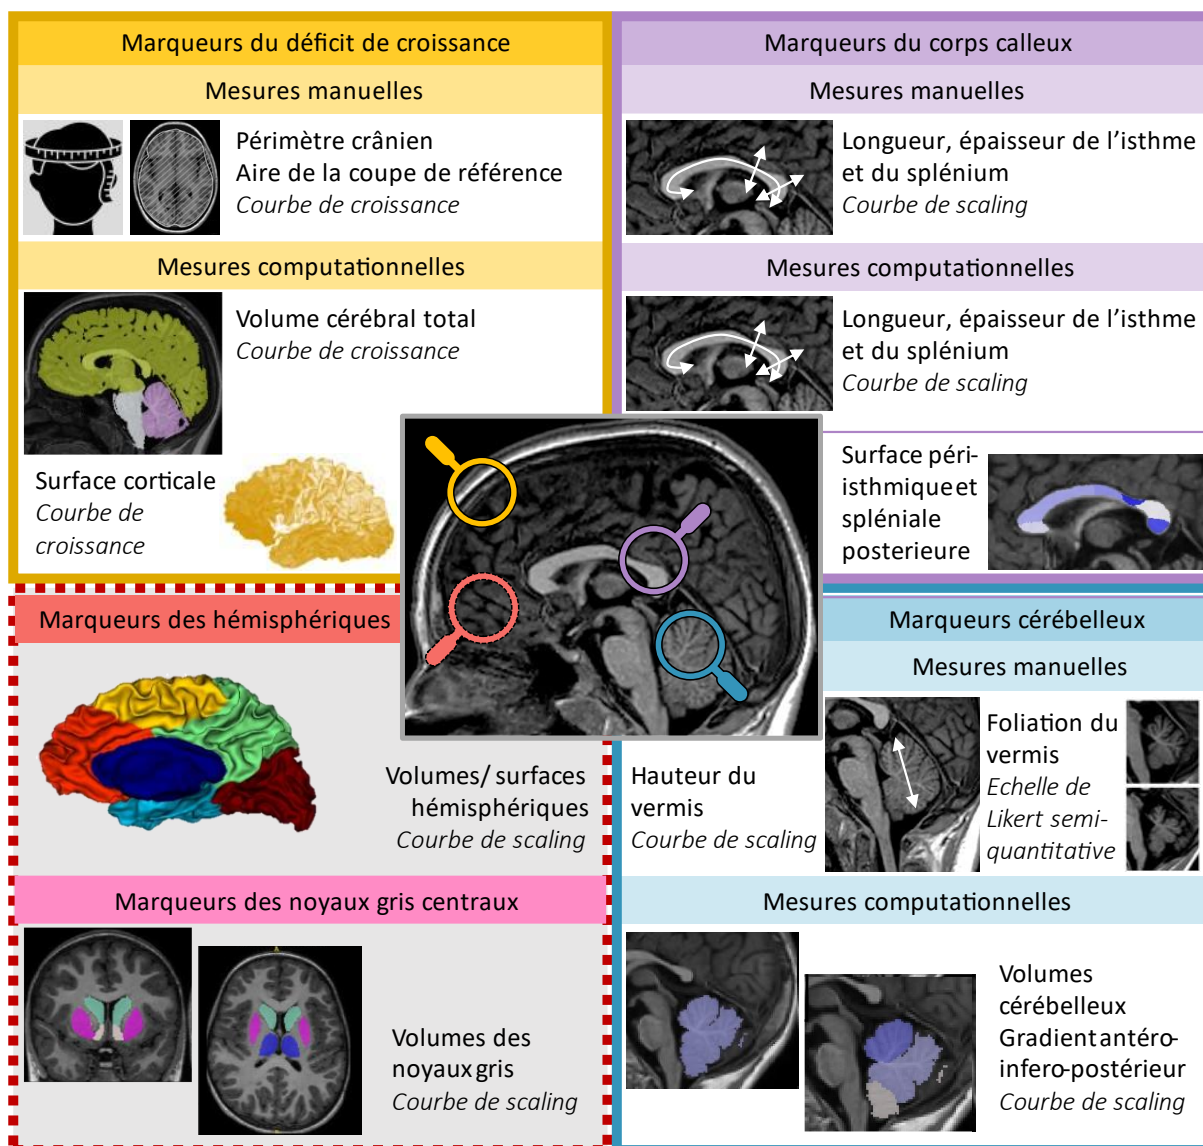 Marqueurs du déficit de croissance
Mesures manuelles
Périmètre crânien
Aire de la coupe de référence
Courbe de croissance
Mesures computationnelles
Volume cérébral total
Courbe de croissance
Surface corticale
Courbe de
croissance
Marqueurs du corps calleux
Mesures manuelles
Longueur, épaisseur de l'isthme
et du splénium
Courbe de scaling
Mesures computationnelles
Longueur, épaisseur de l'isthme
et du splénium
Courbe de scaling
Surface péri-
isthmique et
spléniale
posterieure
Marqueurs des hémisphériques
Volumes/ surfaces
hémisphériques
Courbe de scaling
Marqueurs des noyaux gris centraux
Volumes des
noyaux gris
Courbe de scaling
Marqueurs cérébelleux
Mesures manuelles
Hauteur du
vermis
Courbe de scaling
Foliation du
vermis
Echelle de
Likert semi-
quantitative
Mesures computationnelles
Volumes
cérébelleux
Gradient antéro-
infero-postérieur
Courbe de scaling